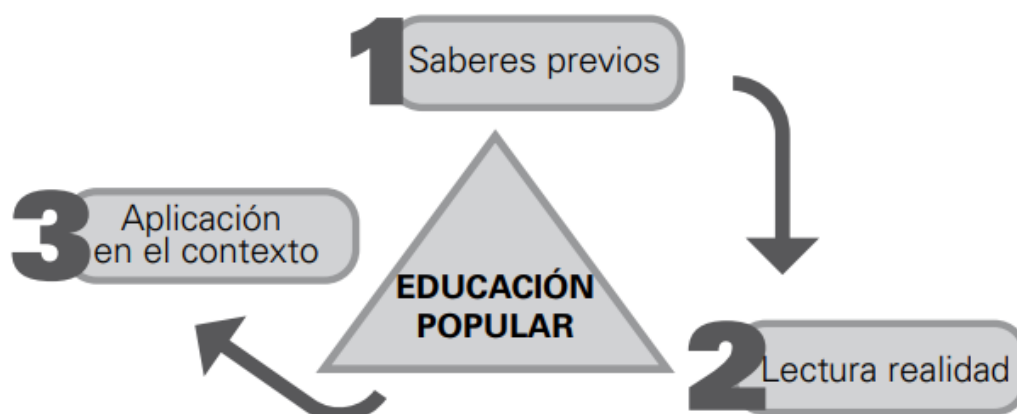 1
Saberes previos
2
Lectura realidad
3
Aplicación
en el contexto
EDUCACIÓN
POPULAR